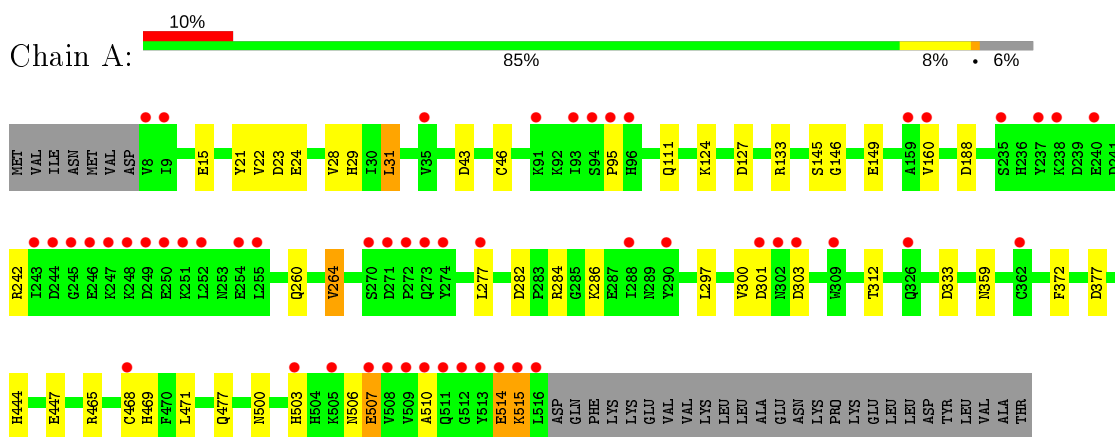 10%
Chain A:
85% 8% • 6%
MET VAL ILE ASN MET VAL ASP V8 I9 E15 Y21 V22 D23 E24 V28 H29 I30 L31 V35 D43 C46 K91 K92 I93 S94 P95 H96 Q111 K124 D127 R133 S145 G146 E149 A159 V160 D188 S235 H236 Y237 K238 D239 E240
R242 I243 D244 G245 E246 K247 K248 D249 E250 K251 L252 N253 E254 L255 Q260 V264 S270 D271 P272 Q273 Y274 L277 D282 P283 R284 G285 K286 E287 I288 N289 Y290 L297 V300 D301 N302 D303 W309 T312 Q326 D333 N359 C362 F372 D377
H444 E447 R465 C468 H469 F470 L471 Q477 N500 H503 H504 K505 N506 E507 V508 V509 A510 Q511 G512 Y513 E514 K515 L516 ASP GLN PHE LYS LYS GLU VAL VAL LYS LEU LEU ALA GLU ASN LYS PRO LYS GLU LEU LEU ASP TYR LEU VAL ALA THR